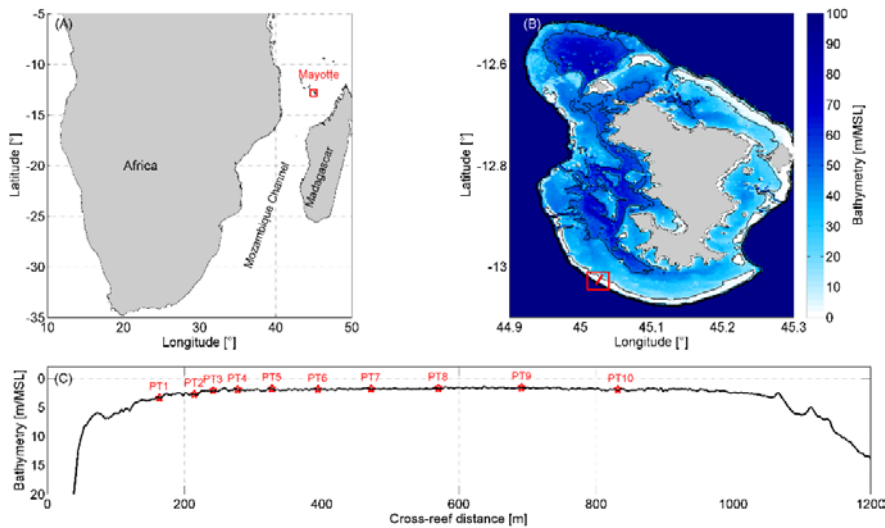 (A)
-5
-10
-15
-20
-25
-30
-35
10
20
30
40
50
Latitude [°]
Longitude [°]
Africa
Mayotte
Mozambique Channel
Madagascar
(B)
-12.6
-12.8
-13
44.9
45
45.1
45.2
45.3
Latitude [°]
Longitude [°]
100
90
80
70
60
50
40
30
20
10
0
Bathymetry [m/MSL]
(C)
PT1
PT2
PT3
PT4
PT5
PT6
PT7
PT8
PT9
PT10
0
5
10
15
20
Bathymetry [m/MSL]
0
200
400
600
800
1000
1200
Cross-reef distance [m]